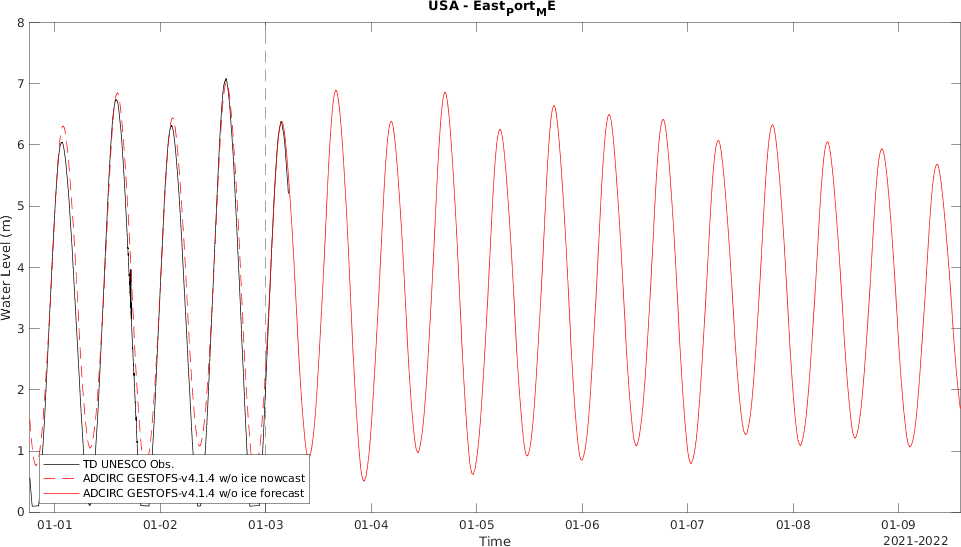 USA - EastPortME
8
7
6
5
4
3
2
1
0
Water Level (m)
TD UNESCO Obs.
ADCIRC GESTOFS-v4.1.4 w/o ice nowcast
ADCIRC GESTOFS-v4.1.4 w/o ice forecast
01-01 01-02 01-03 01-04 01-05 01-06 01-07 01-08 01-09
Time
2021-2022